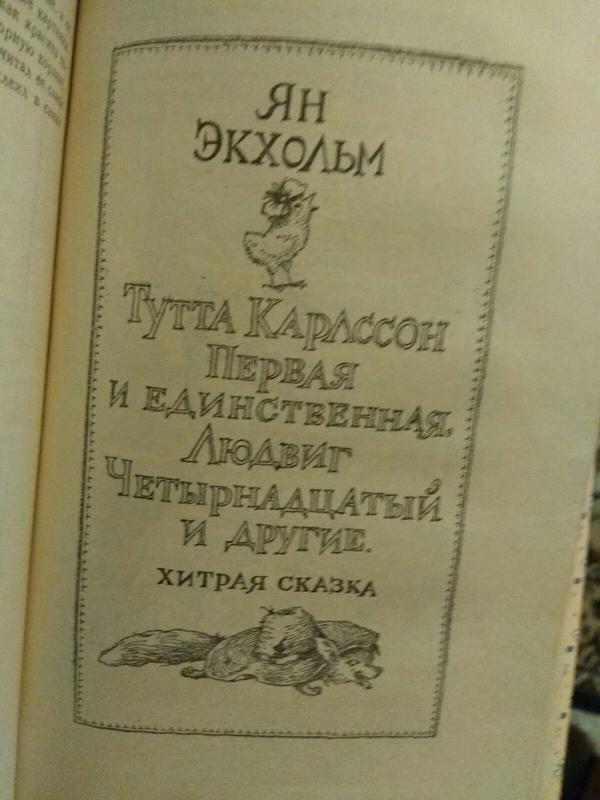 ЯН
ЭКХОЛЬМ
ТУТТА КАРЛССОН
ПЕРВАЯ
И ЕДИНСТВЕННАЯ,
ЛЮДВИГ
ЧЕТЫРНАДЦАТЫЙ
И ДРУГИЕ.
ХИТРАЯ СКАЗКА